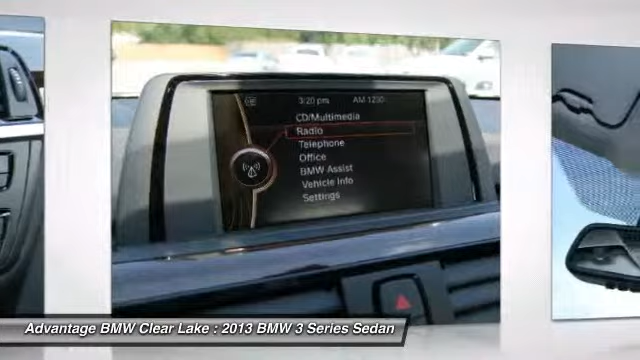 3:20 pm AM 1230
CD/Multimedia
Radio
Telephone
Office
BMW Assist
Vehicle Info
Settings
Advantage BMW Clear Lake : 2013 BMW 3 Series Sedan